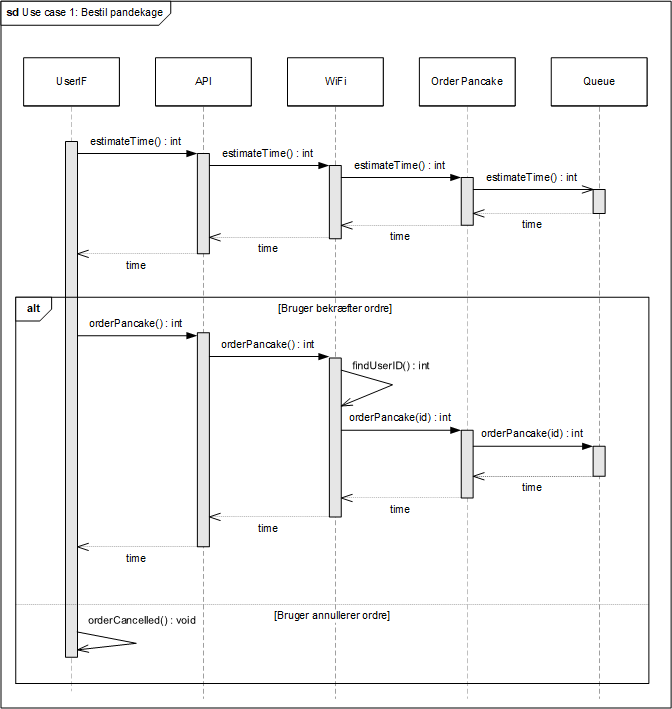 sd Use case 1: Bestil pandekage
UserIF
API
WiFi
Order Pancake
Queue
estimateTime() : int
estimateTime() : int
estimateTime() : int
estimateTime() : int
time
time
time
time
alt
[Bruger bekræfter ordre]
orderPancake() : int
orderPancake() : int
findUserID() : int
orderPancake(id) : int
orderPancake(id) : int
time
time
time
time
[Bruger annullerer ordre]
orderCancelled() : void